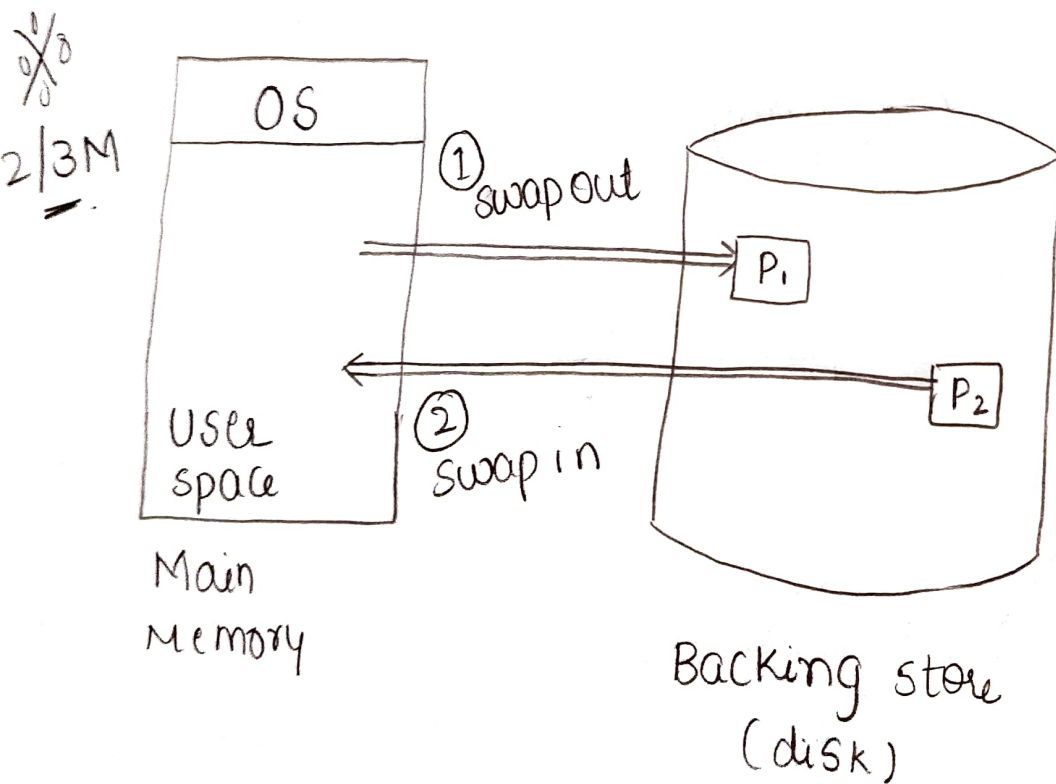 2/3M
OS
① swap out
P₁
P₂
② swap in
User
space
Main
Memory
Backing store
(disk)